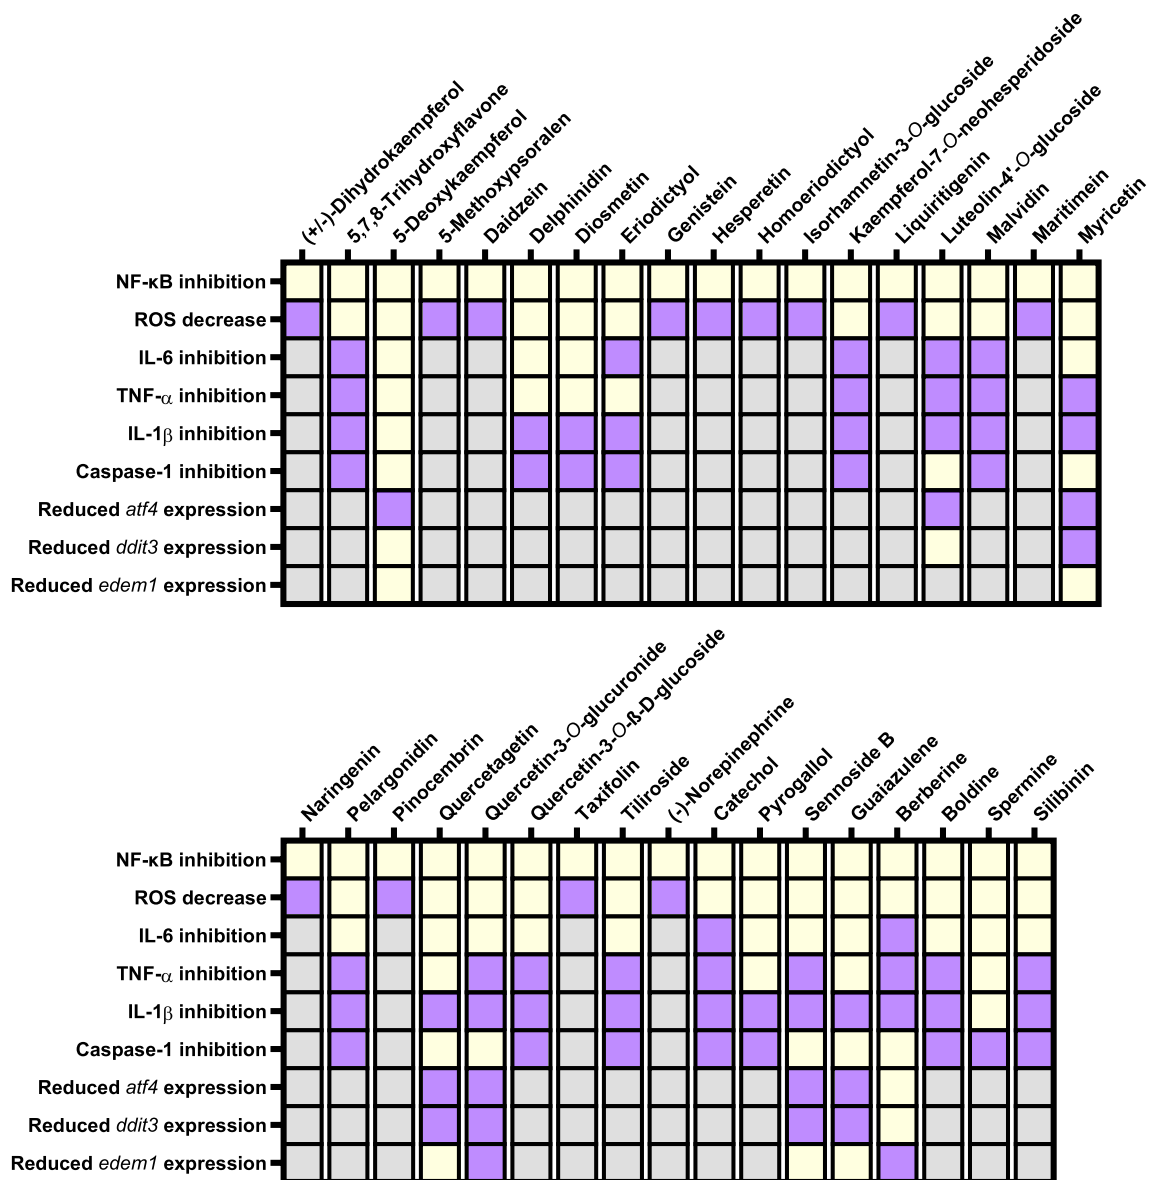 (+/-)-Dihydrokaempferol
5,7,8-Trihydroxyflavone
5-Deoxykaempferol
5-Methoxypsoralen
Daidzein
Delphinidin
Diosmetin
Eriodictyol
Genistein
Hesperetin
Homoeriodictyol
Isorhamnetin-3-O-glucoside
Kaempferol-7-O-neohesperidoside
Liquiritigenin
Luteolin-4'-O-glucoside
Malvidin
Maritimein
Myricetin
NF-κB inhibition
ROS decrease
IL-6 inhibition
TNF-α inhibition
IL-1β inhibition
Caspase-1 inhibition
Reduced atf4 expression
Reduced ddit3 expression
Reduced edem1 expression
Naringenin
Pelargonidin
Pinocembrin
Quercetagetin
Quercetin-3-O-glucuronide
Quercetin-3-O-ß-D-glucoside
Taxifolin
Tiliroside
(-)-Norepinephrine
Catechol
Pyrogallol
Sennoside B
Guaiazulene
Berberine
Boldine
Spermine
Silibinin
NF-κB inhibition
ROS decrease
IL-6 inhibition
TNF-α inhibition
IL-1β inhibition
Caspase-1 inhibition
Reduced atf4 expression
Reduced ddit3 expression
Reduced edem1 expression